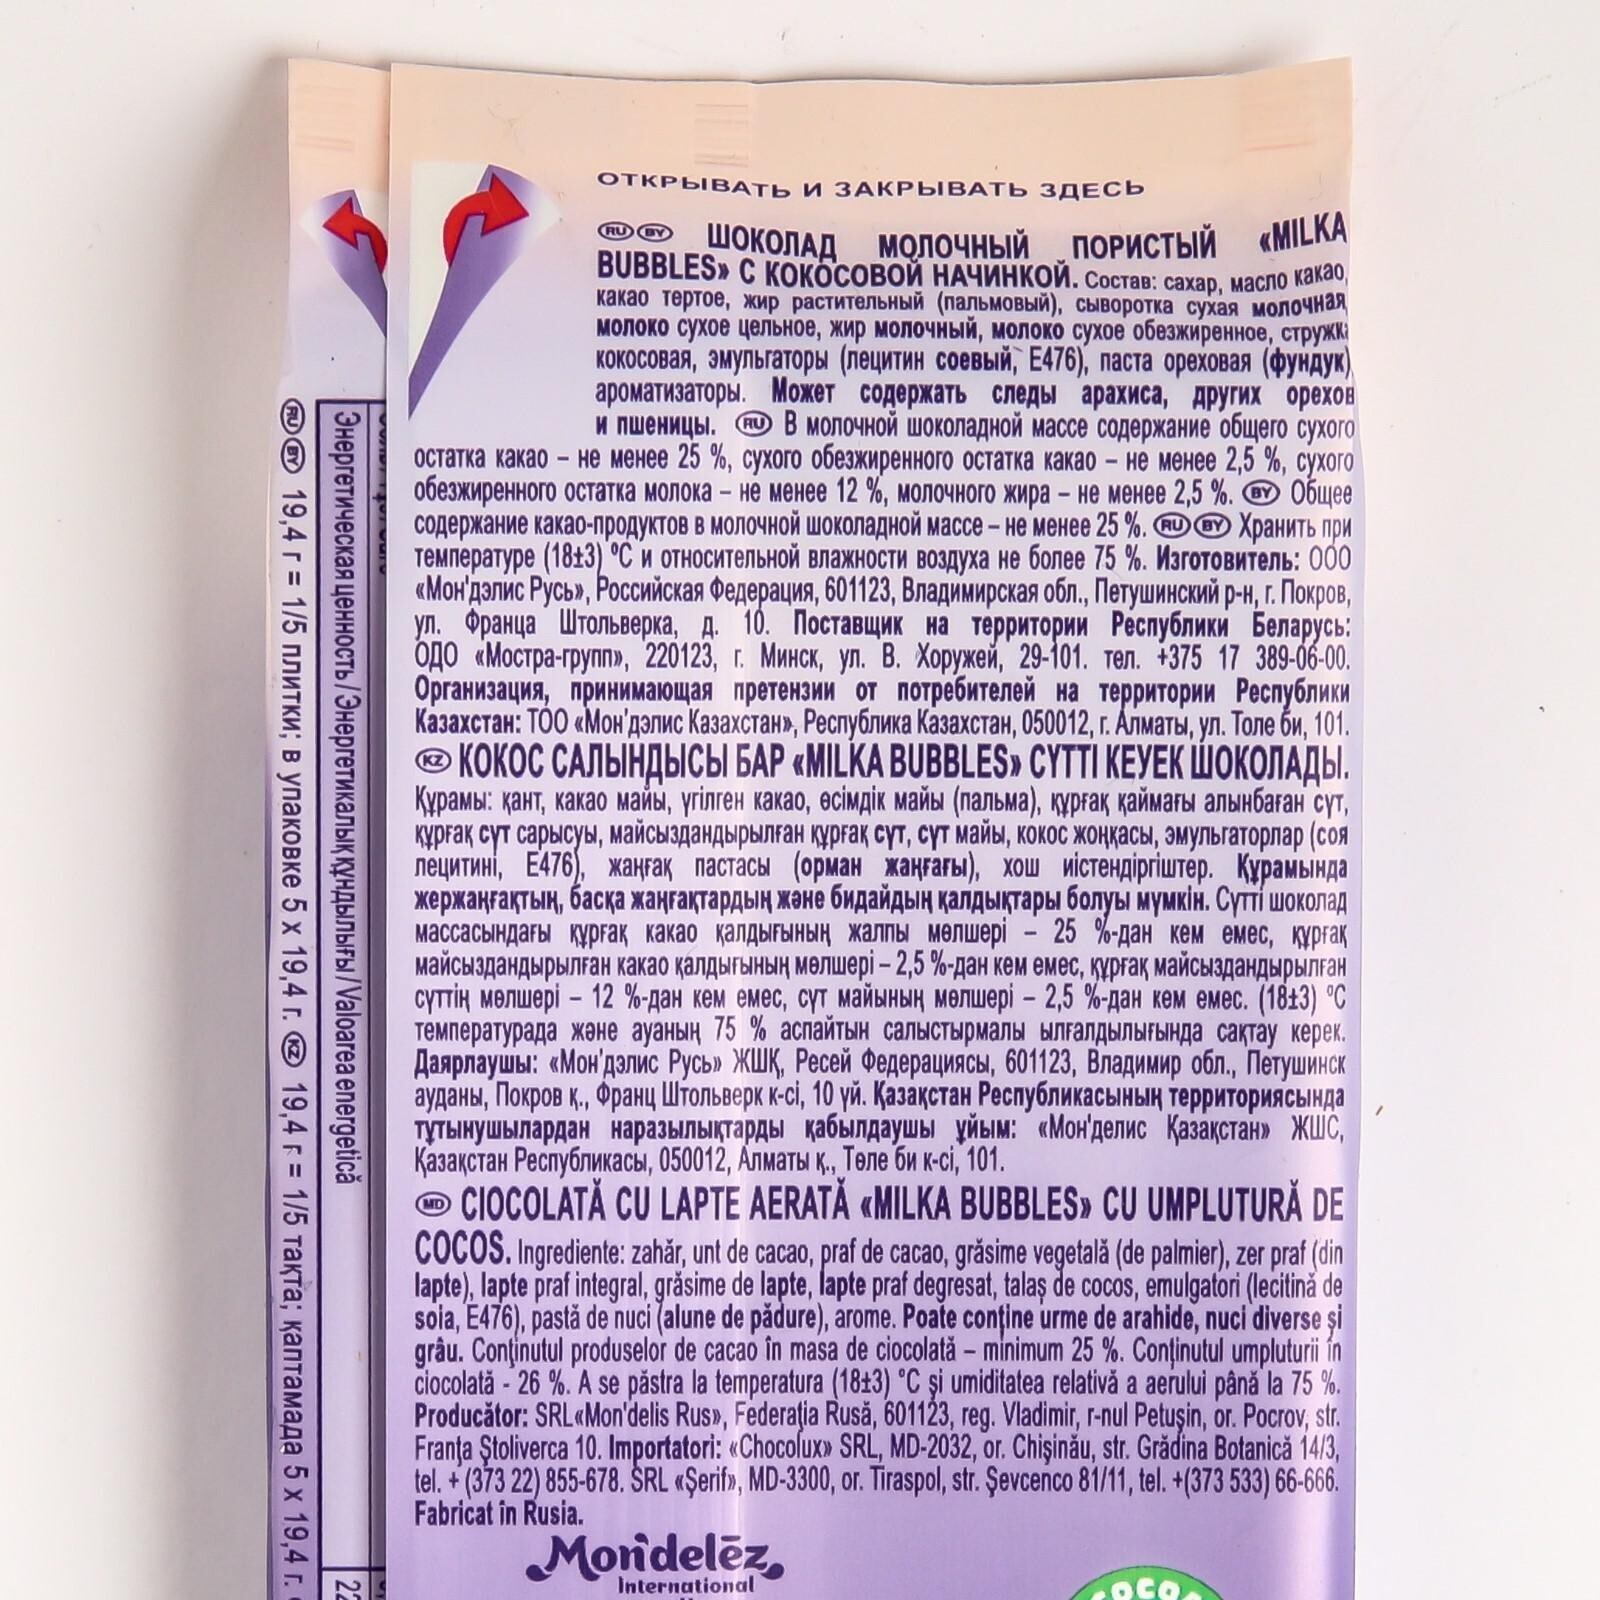 ОТКРЫВАТЬ И ЗАКРЫВАТЬ ЗДЕСЬ
RU BY ШОКОЛАД МОЛОЧНЫЙ ПОРИСТЫЙ «MILKA
BUBBLES» С КОКОСОВОЙ НАЧИНКОЙ. Состав: сахар, масло какао,
какао тертое, жир растительный (пальмовый), сыворотка сухая молочная,
молоко сухое цельное, жир молочный, молоко сухое обезжиренное, стружка
кокосовая, эмульгаторы (лецитин соевый, Е476), паста ореховая (фундук)
ароматизаторы. Может содержать следы арахиса, других орехов
и пшеницы. RU В молочной шоколадной массе содержание общего сухого
остатка какао – не менее 25 %, сухого обезжиренного остатка какао – не менее 2,5 %, сухого
обезжиренного остатка молока – не менее 12 %, молочного жира – не менее 2,5 %. BY Общее
содержание какао-продуктов в молочной шоколадной массе – не менее 25 %. RU BY Хранить при
температуре (18±3) °С и относительной влажности воздуха не более 75 %. Изготовитель: ООО
«Мон'дэлис Русь», Российская Федерация, 601123, Владимирская обл., Петушинский р-н, г. Покров,
ул. Франца Штольверка, д. 10. Поставщик на территории Республики Беларусь:
ОДО «Мостра-групп», 220123, г. Минск, ул. В. Хоружей, 29-101. тел. +375 17 389-06-00.
Организация, принимающая претензии от потребителей на территории Республики
Казахстан: ТОО «Мон'дэлис Казахстан», Республика Казахстан, 050012, г. Алматы, ул. Толе би, 101.
KZ КОКОС САЛЫНДЫСЫ БАР «MILKA BUBBLES» СҮТТІ КЕУЕК ШОКОЛАДЫ.
Құрамы: қант, какао майы, үгілген какао, өсімдік майы (пальма), құрғақ қаймағы алынбаған сүт,
құрғақ сүт сарысуы, майсыздандырылған құрғақ сүт, сүт майы, кокос жоңқасы, эмульгаторлар (соя
лецитині, Е476), жаңғақ пастасы (орман жаңғағы), хош иістендіргіштер. Құрамында
жержаңғақтың, басқа жаңғақтардың және бидайдың қалдықтары болуы мүмкін. Сүтті шоколад
массасындағы құрғақ какао қалдығының жалпы мөлшері – 25 %-дан кем емес, құрғақ
майсыздандырылған какао қалдығының мөлшері – 2,5 %-дан кем емес, құрғақ майсыздандырылған
сүттің мөлшері – 12 %-дан кем емес, сүт майының мөлшері – 2,5 %-дан кем емес. (18±3) °С
температурада және ауаның 75 % аспайтын салыстырмалы ылғалдылығында сақтау керек.
Даярлаушы: «Мон'дэлис Русь» ЖШҚ, Ресей Федерациясы, 601123, Владимир обл., Петушинск
ауданы, Покров қ., Франц Штольверк к-сі, 10 үй. Қазақстан Республикасының территориясында
тұтынушылардан наразылықтарды қабылдаушы ұйым: «Мон'делис Қазақстан» ЖШС,
Қазақстан Республикасы, 050012, Алматы қ., Төле би к-сі, 101.
MD CIOCOLATĂ CU LAPTE AERATĂ «MILKA BUBBLES» CU UMPLUTURĂ DE
COCOS. Ingrediente: zahăr, unt de cacao, praf de cacao, grăsime vegetală (de palmier), zer praf (din
lapte), lapte praf integral, grăsime de lapte, lapte praf degresat, talaș de cocos, emulgatori (lecitină de
soia, E476), pastă de nuci (alune de pădure), arome. Poate conține urme de arahide, nuci diverse și
grâu. Conținutul produselor de cacao în masa de ciocolată – minimum 25 %. Conținutul umpluturii în
ciocolată - 26 %. A se păstra la temperatura (18±3) °C și umiditatea relativă a aerului până la 75 %.
Producător: SRL«Mon'delis Rus», Federația Rusă, 601123, reg. Vladimir, r-nul Petușin, or. Pocrov, str.
Franța Ștoliverca 10. Importatori: «Chocolux» SRL, MD-2032, or. Chișinău, str. Grădina Botanică 14/3,
tel. + (373 22) 855-678. SRL «Șerif», MD-3300, or. Tiraspol, str. Șevcenco 81/11, tel. +(373 533) 66-666.
Fabricat în Rusia.
Mondelēz
International
COCOA
RU BY 19,4 г = 1/5 плитки; в упаковке 5 x 19,4 г. KZ 19,4 г = 1/5 тақта; қаптамада 5 x 19,4 г.
Энергетическая ценность / Энергетикалық құндылығы / Valoarea energetică
22